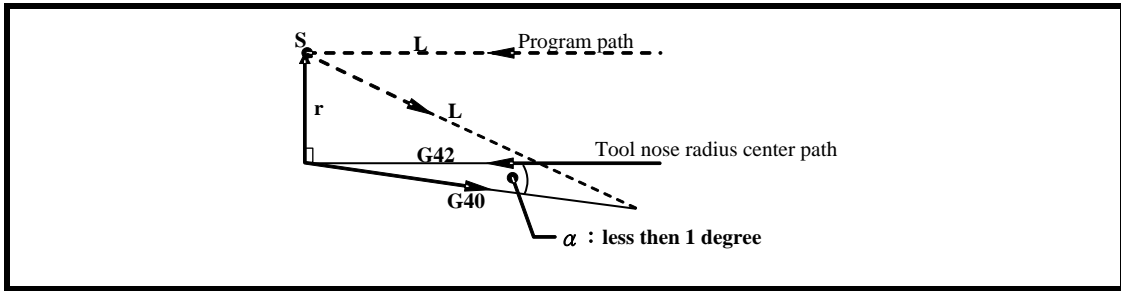 S
L
Program path
r
L
G42
Tool nose radius center path
G40
α : less then 1 degree